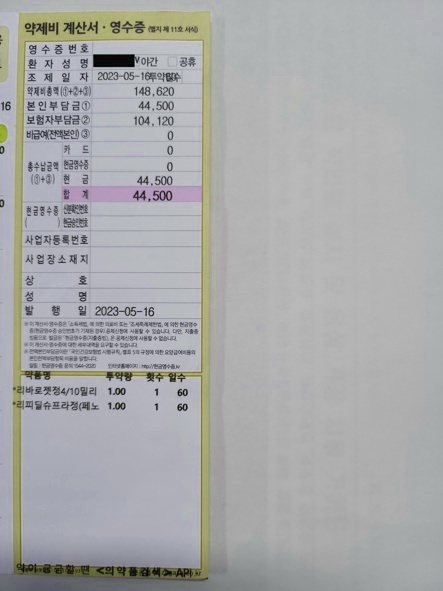 약제비 계산서·영수증 (별지 제 11호 서식)
영수증번호
환자성명 V야간 □공휴
조제일자 2023-05-16투약일수
약제비총액(①+②+③) 148,620
본인부담금① 44,500
보험자부담금② 104,120
비급여(전액본인)③ 0
카드 0
총수납금액 현금영수증 0
(①+③) 현금 44,500
합계 44,500
현금영수증 신분확인번호
( ) 현금승인번호
사업자등록번호
사업장소재지
상호
성명
발행일 2023-05-16
약품명 투약량 횟수 일수
*리바로젯정4/10밀리 1.00 1 60
*리피딜슈프라정(페노 1.00 1 60
약이 궁금할 땐 <의약품검색> API